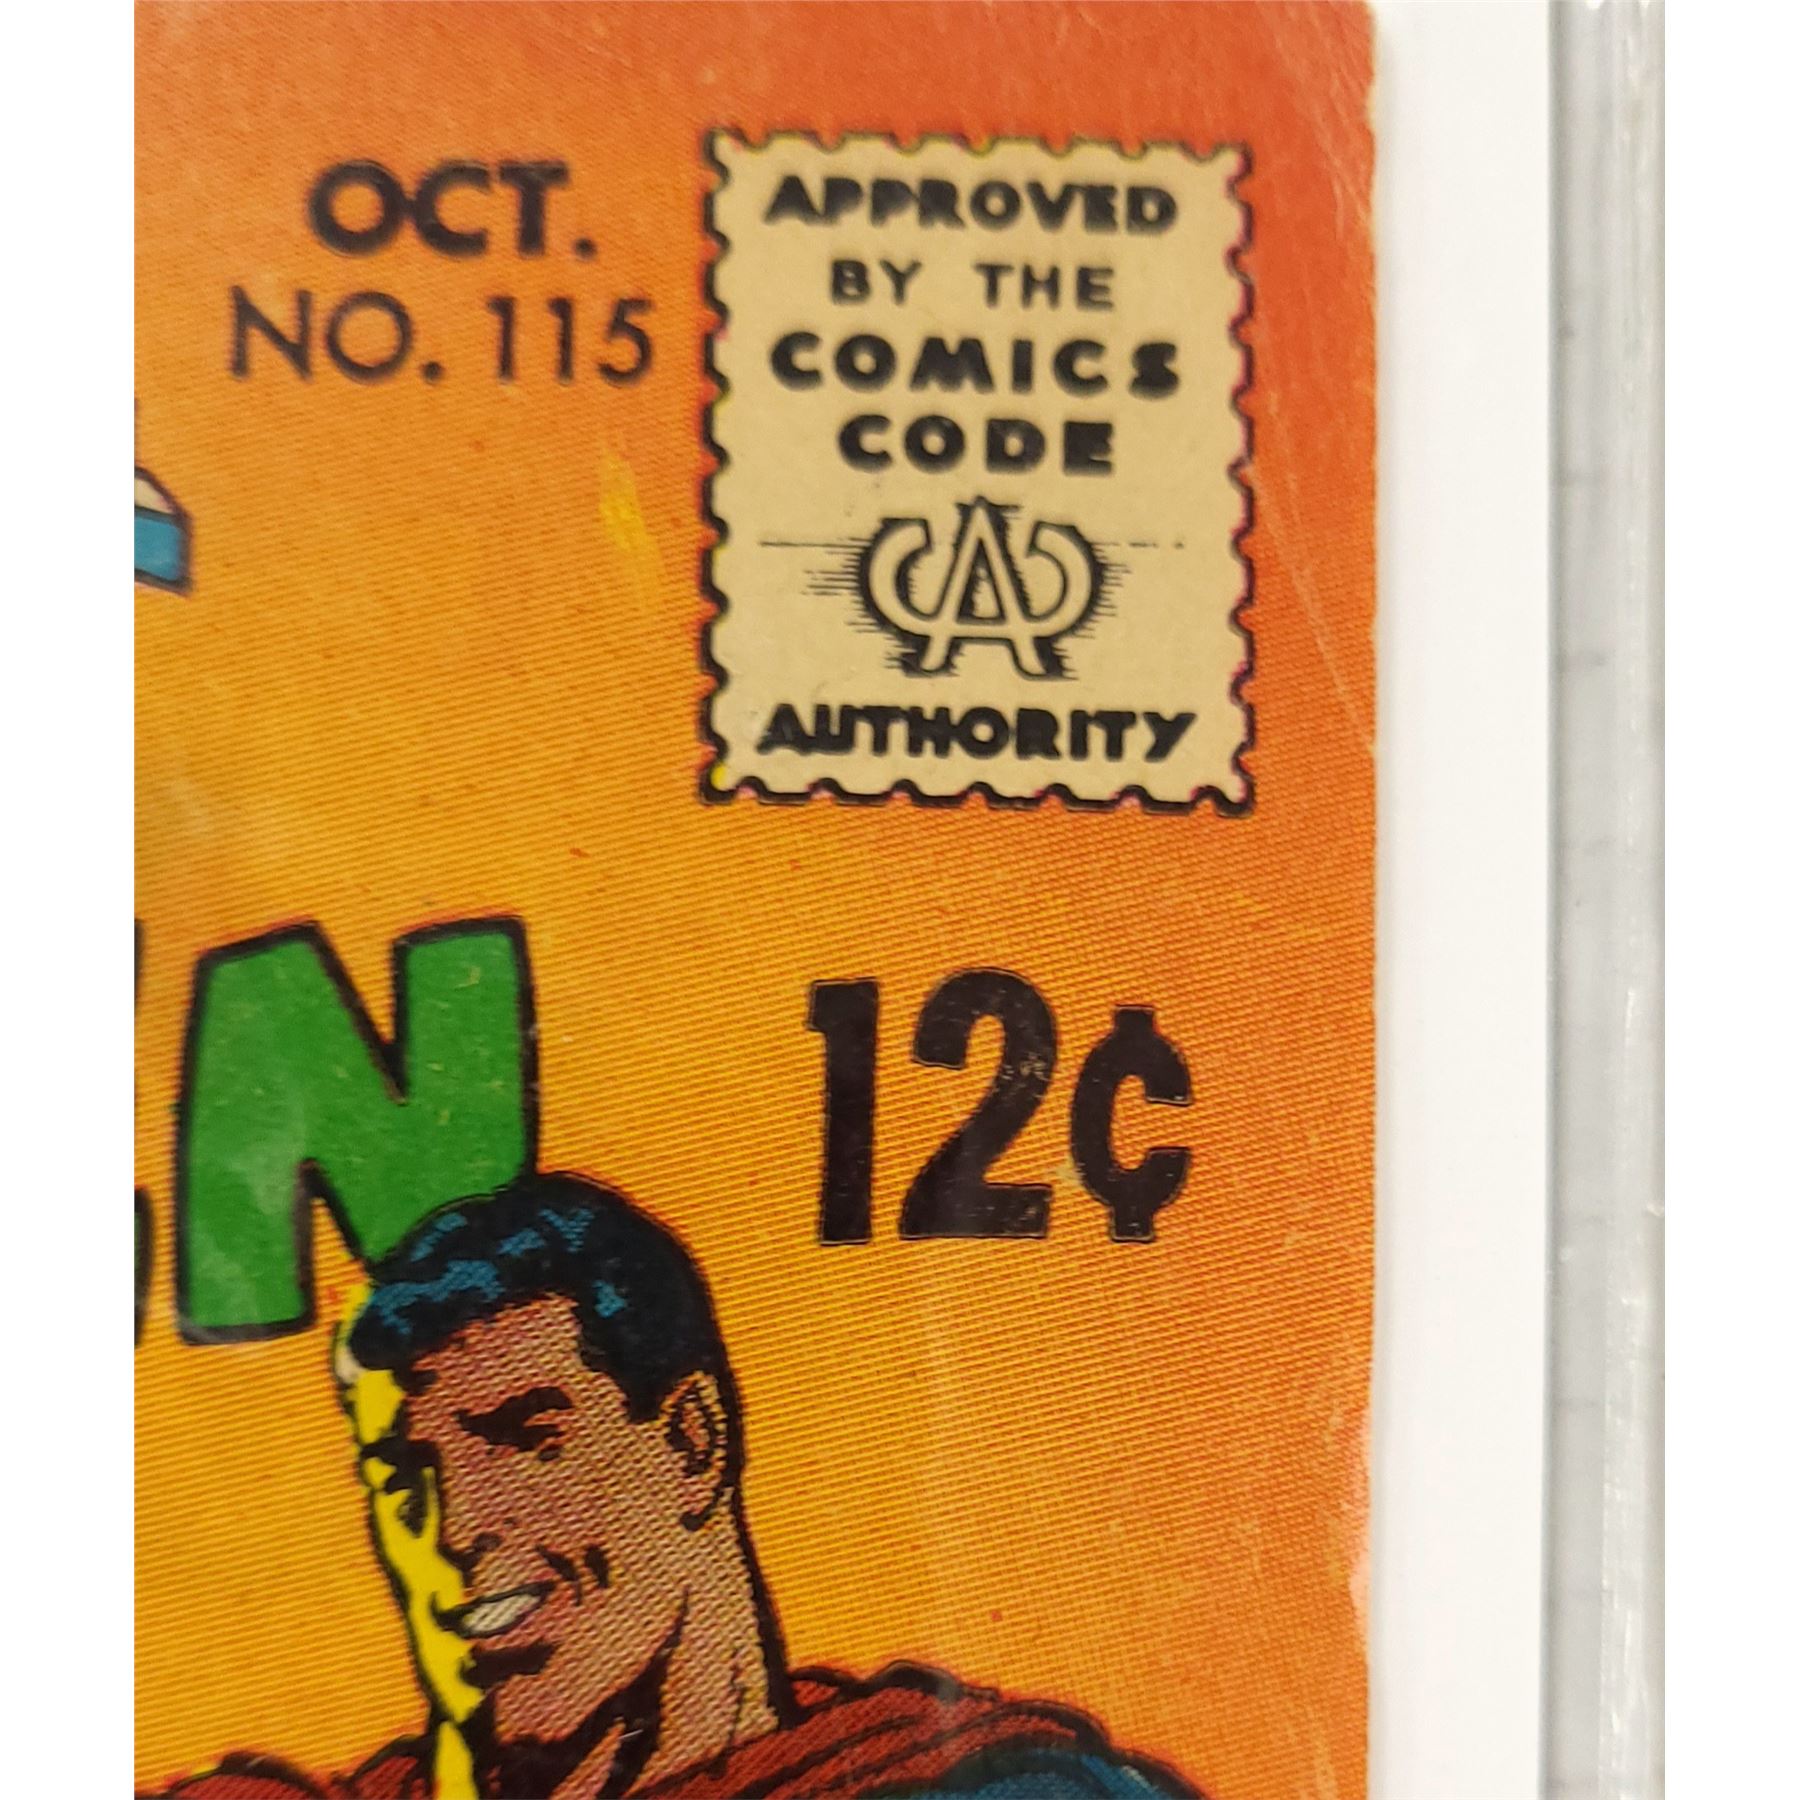 OCT.
NO. 115
APPROVED
BY THE
COMICS
CODE
CA
AUTHORITY
N
12¢